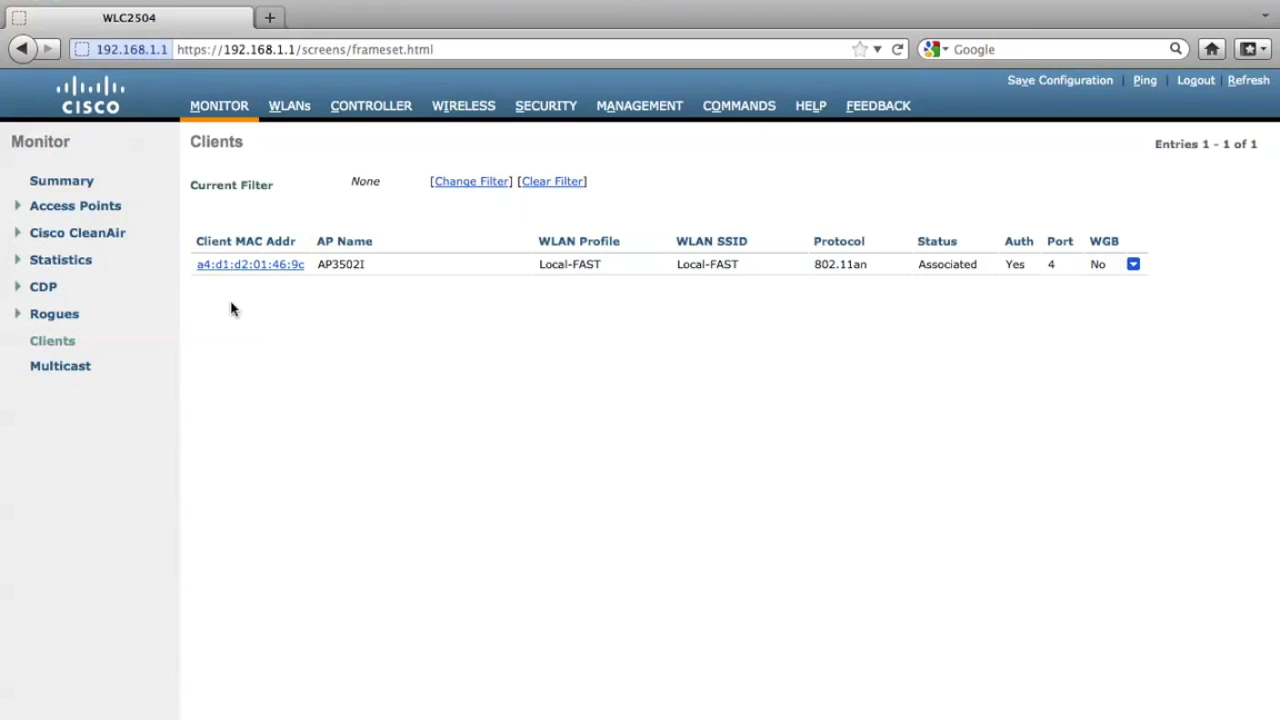 WLC2504
192.168.1.1 https://192.168.1.1/screens/frameset.html Google
Save Configuration Ping Logout Refresh
CISCO MONITOR WLANs CONTROLLER WIRELESS SECURITY MANAGEMENT COMMANDS HELP FEEDBACK
Monitor
Summary
Access Points
Cisco CleanAir
Statistics
CDP
Rogues
Clients
Multicast
Clients Entries 1 - 1 of 1
Current Filter None [Change Filter] [Clear Filter]
Client MAC Addr AP Name WLAN Profile WLAN SSID Protocol Status Auth Port WGB
a4:d1:d2:01:46:9c AP3502I Local-FAST Local-FAST 802.11an Associated Yes 4 No